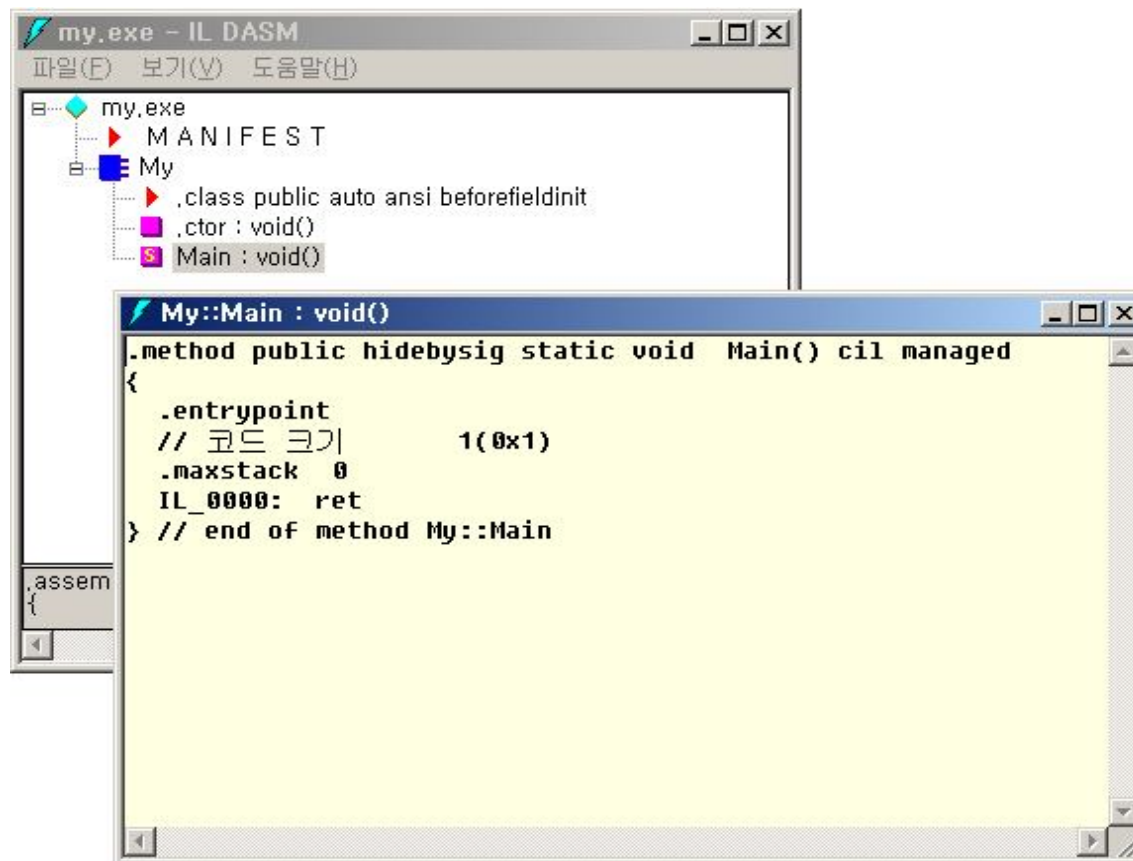 my.exe - IL DASM
파일(F) 보기(V) 도움말(H)
my.exe
M A N I F E S T
My
.class public auto ansi beforefieldinit
.ctor : void()
S Main : void()
.assem
{
My::Main : void()
.method public hidebysig static void  Main() cil managed
{
  .entrypoint
  // 코드 크기       1(0x1)
  .maxstack  0
  IL_0000:  ret
} // end of method My::Main